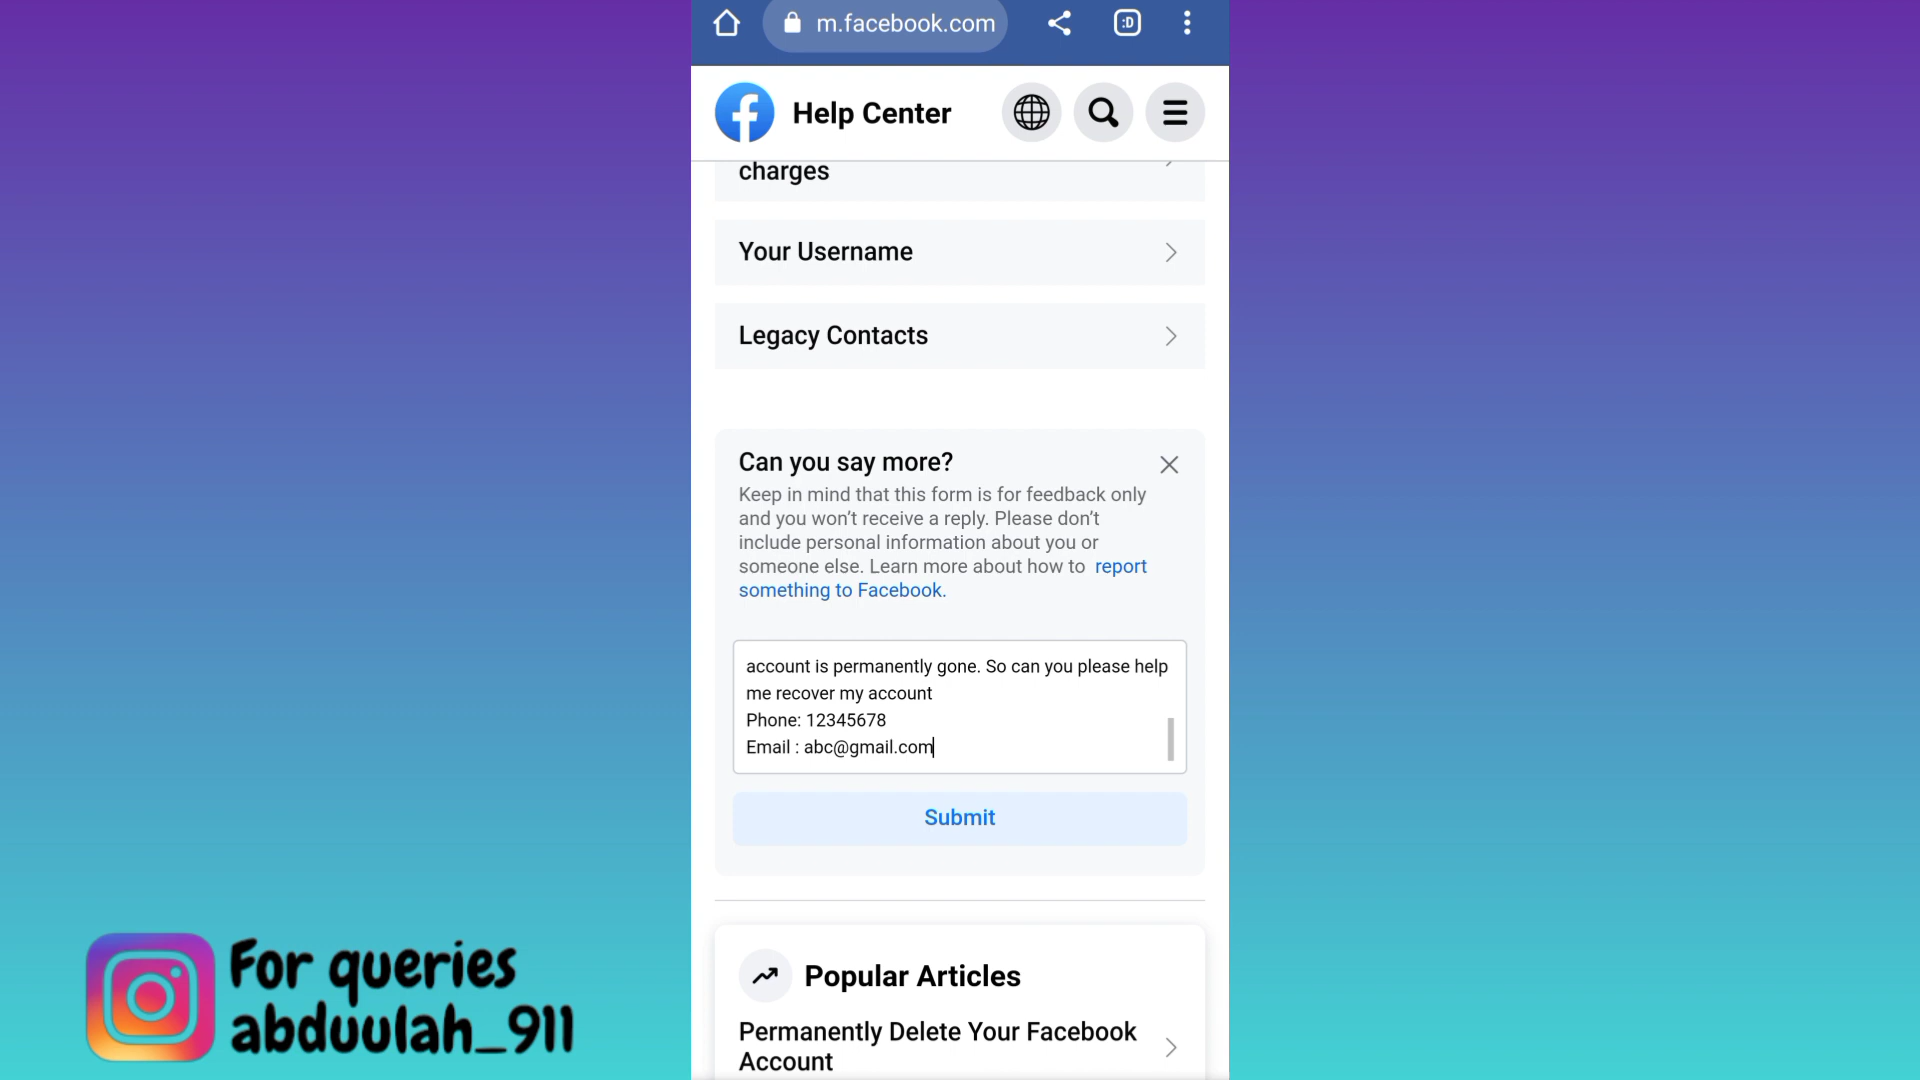 m.facebook.com
:D
Help Center
charges
Your Username
Legacy Contacts
Can you say more?
Keep in mind that this form is for feedback only
and you won't receive a reply. Please don't
include personal information about you or
someone else. Learn more about how to report
something to Facebook.
account is permanently gone. So can you please help
me recover my account
Phone: 12345678
Email : abc@gmail.com
Submit
Popular Articles
Permanently Delete Your Facebook
Account
For queries
abduulah_911